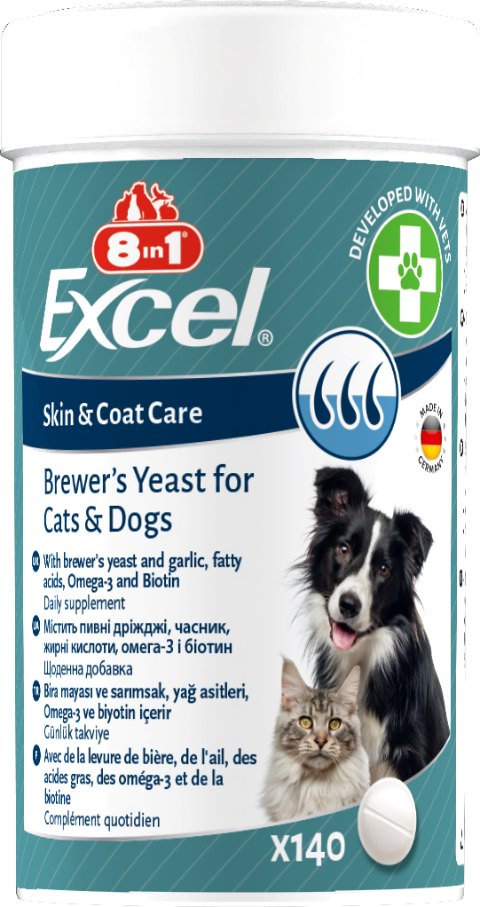 8in1®
Excel®
DEVELOPED WITH VETS
Skin & Coat Care
MADE IN
GERMANY
Brewer's Yeast for
Cats & Dogs
With brewer's yeast and garlic, fatty
acids, Omega-3 and Biotin
Daily supplement
UA Містить пивні дріжджі, часник,
жирні кислоти, омега-3 і біотин
Щоденна добавка
TR Bira mayası ve sarımsak, yağ asitleri,
Omega-3 ve biyotin içerir
Günlük takviye
F Avec de la levure de bière, de l'ail, des
acides gras, des oméga-3 et de la
biotine
Complément quotidien
X140